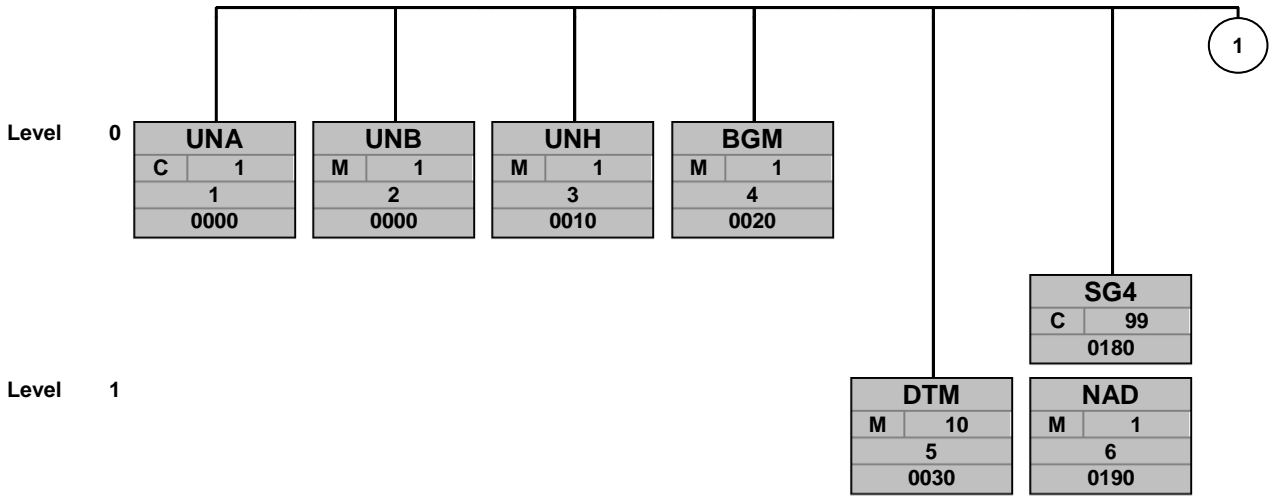 1
Level 0
UNA UNB UNH BGM
C 1 M 1 M 1 M 1
1 2 3 4
0000 0000 0010 0020
SG4
C 99
0180
Level 1
DTM NAD
M 10 M 1
5 6
0030 0190